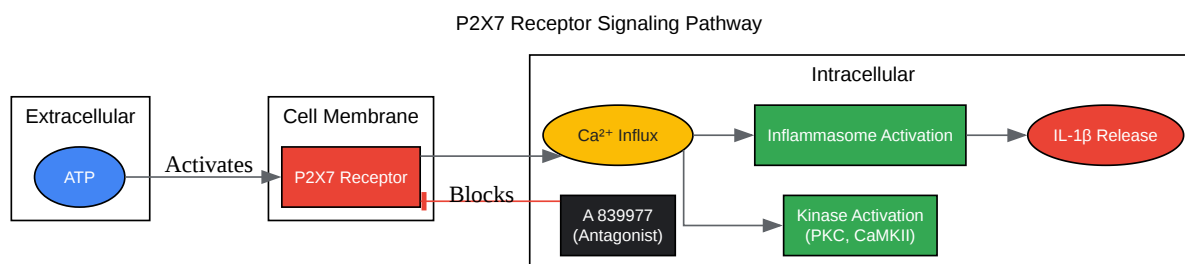 P2X7 Receptor Signaling Pathway
Intracellular
Extracellular
Cell Membrane
Ca²⁺ Influx
Inflammasome Activation
IL-1β Release
ATP
Activates
P2X7 Receptor
Blocks
A 839977
(Antagonist)
Kinase Activation
(PKC, CaMKII)